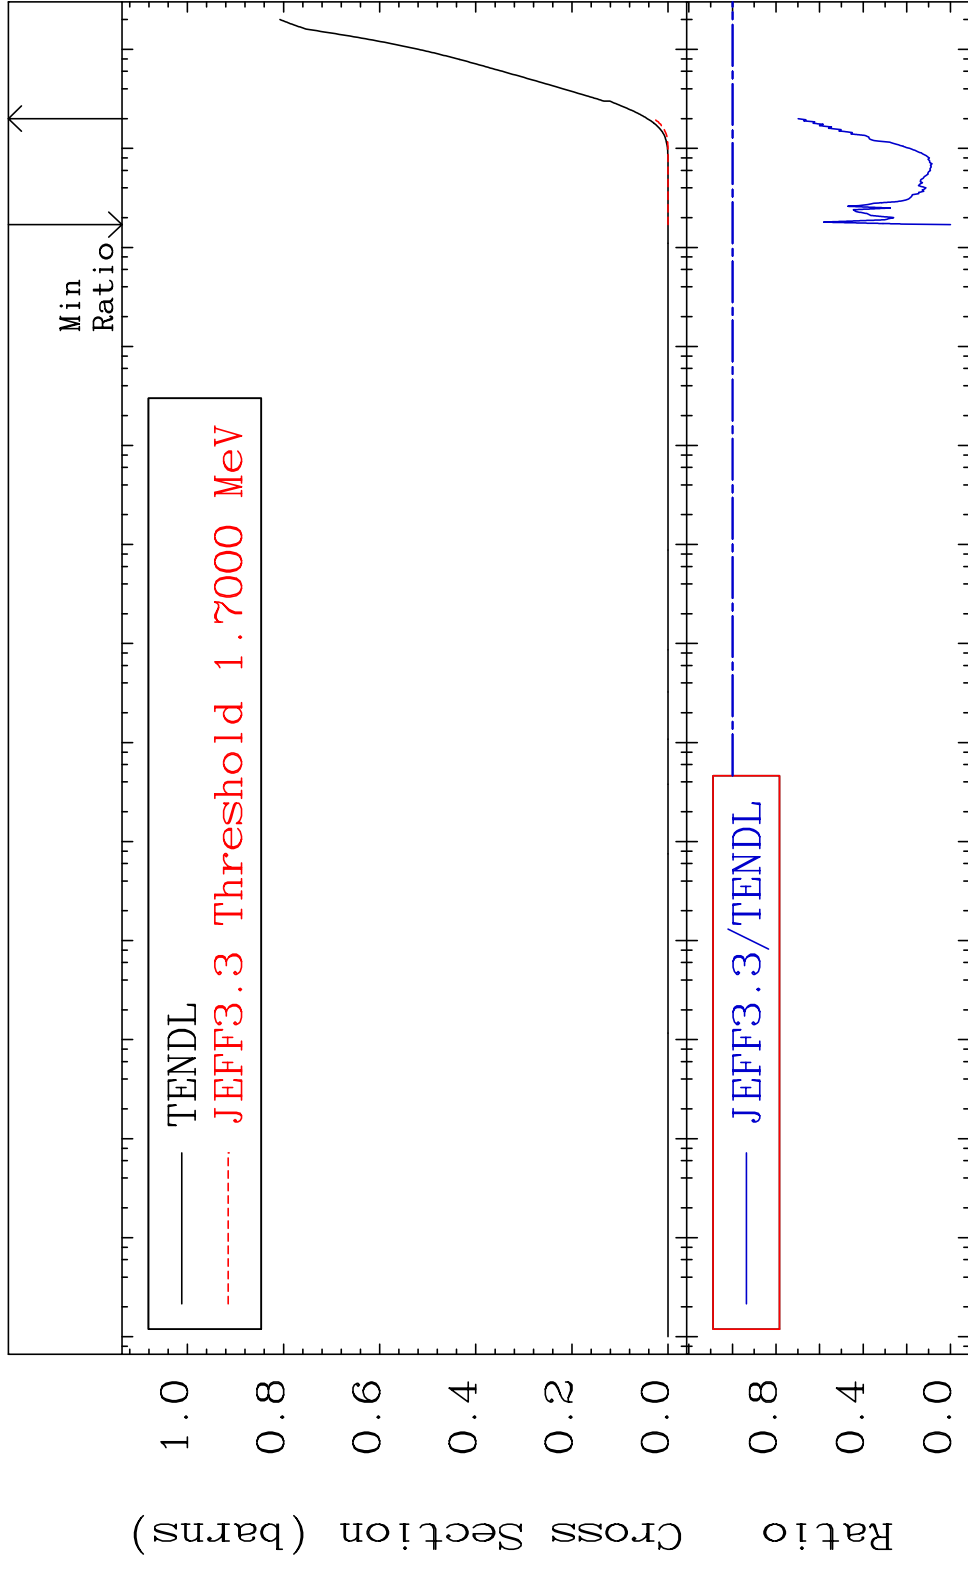 Min
Ratio
TENDL
JEFF3.3 Threshold 1.7000 MeV
1.0
0.8
0.6
0.4
0.2
0.0
Cross Section (barns)
JEFF3.3/TENDL
0.8
0.4
0.0
Ratio